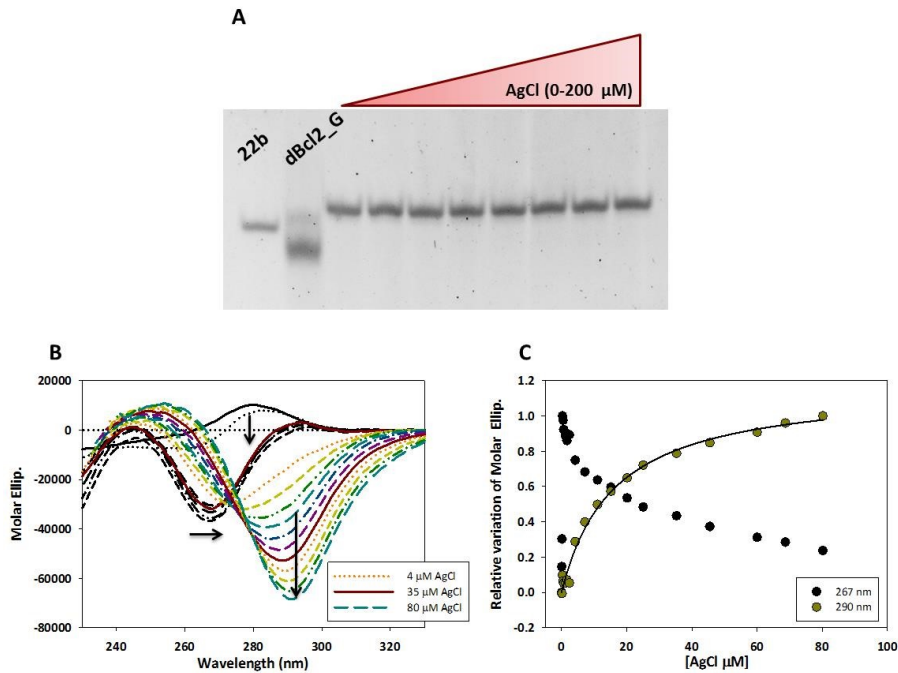 A
AgCl (0-200 µM)
22b
dBcl2_G
B
20000
0
-20000
-40000
-60000
-80000
Molar Ellip.
240
260
280
300
320
Wavelength (nm)
4 µM AgCl
35 µM AgCl
80 µM AgCl
C
1.2
1.0
0.8
0.6
0.4
0.2
0.0
-0.2
Relative variation of Molar Ellip.
0
20
40
60
80
100
[AgCl µM]
267 nm
290 nm